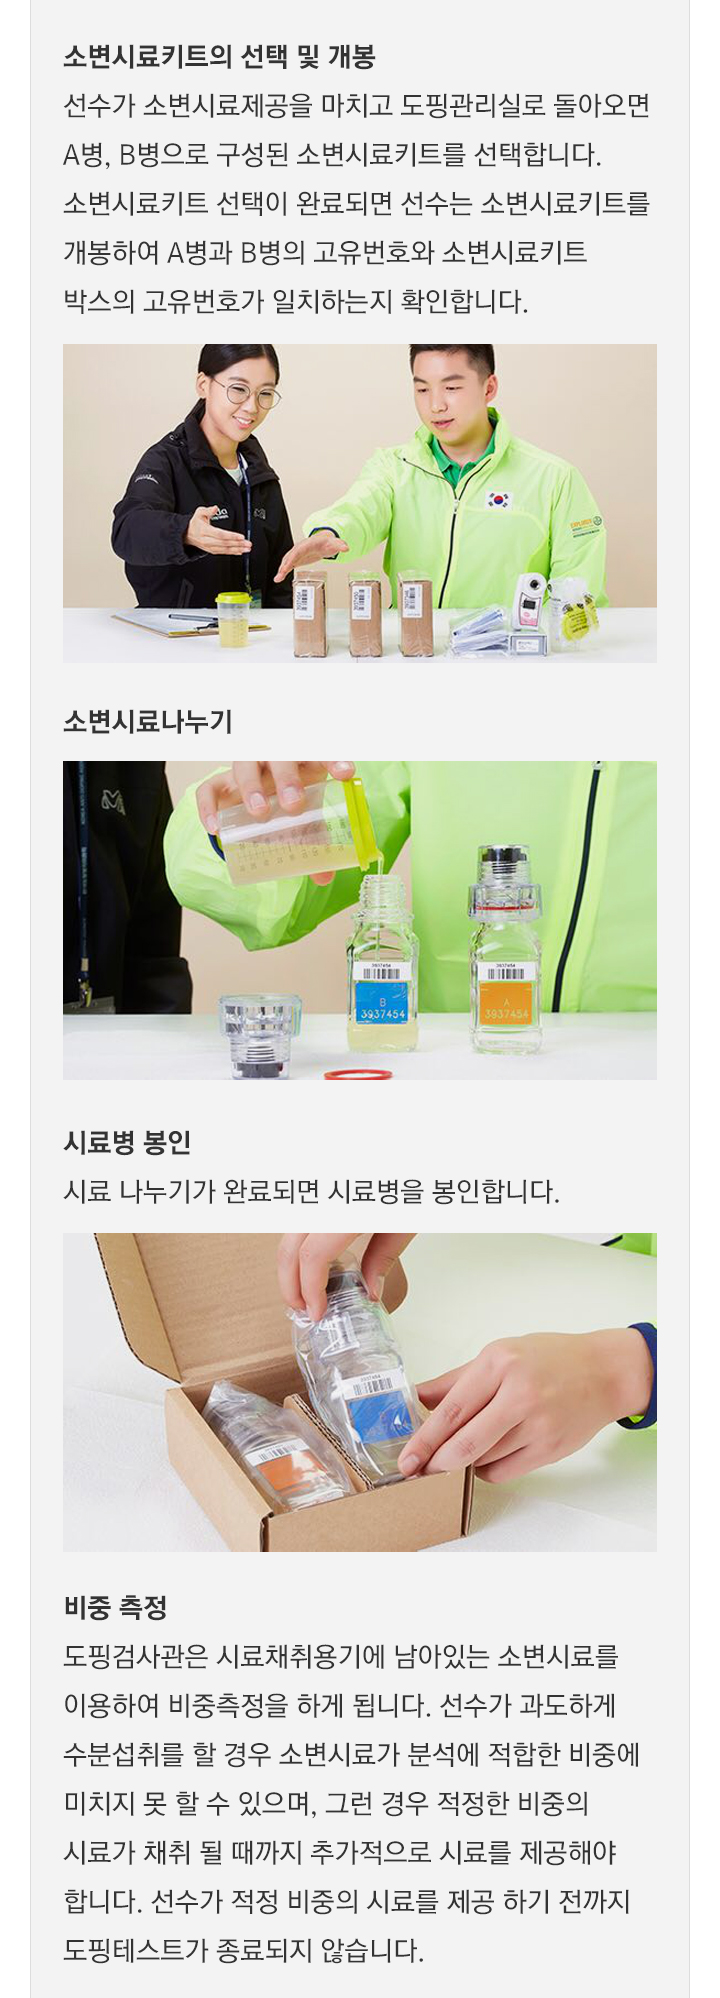 소변시료키트의 선택 및 개봉
선수가 소변시료제공을 마치고 도핑관리실로 돌아오면
A병, B병으로 구성된 소변시료키트를 선택합니다.
소변시료키트 선택이 완료되면 선수는 소변시료키트를
개봉하여 A병과 B병의 고유번호와 소변시료키트
박스의 고유번호가 일치하는지 확인합니다.
소변시료나누기
3937454
3937454
B
3937454
A
3937454
시료병 봉인
시료 나누기가 완료되면 시료병을 봉인합니다.
3937454
비중 측정
도핑검사관은 시료채취용기에 남아있는 소변시료를
이용하여 비중측정을 하게 됩니다. 선수가 과도하게
수분섭취를 할 경우 소변시료가 분석에 적합한 비중에
미치지 못 할 수 있으며, 그런 경우 적정한 비중의
시료가 채취 될 때까지 추가적으로 시료를 제공해야
합니다. 선수가 적정 비중의 시료를 제공 하기 전까지
도핑테스트가 종료되지 않습니다.